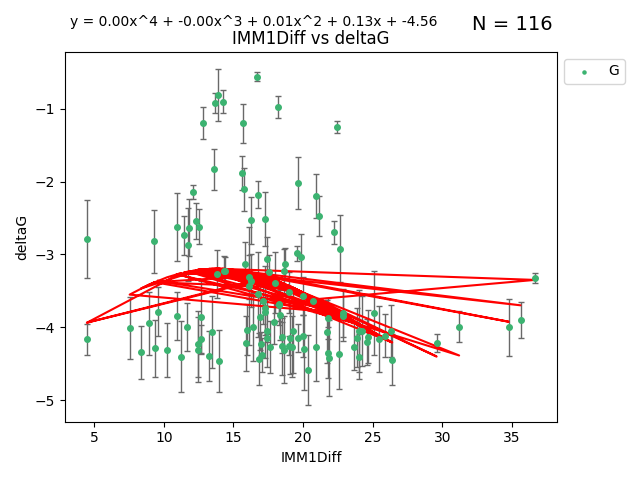 y = 0.00x^4 + -0.00x^3 + 0.01x^2 + 0.13x + -4.56
N = 116
IMM1Diff vs deltaG
G
deltaG
−1
−2
−3
−4
−5
5 10 15 20 25 30 35
IMM1Diff